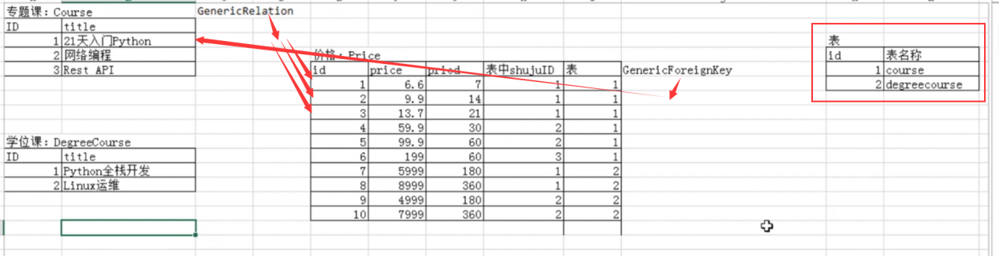 专题课：Course
ID title
1 21天入门Python
2 网络编程
3 Rest API
GenericRelation
价格：Price
id price priod 表中shujuID 表
1 6.6 7 1 1
2 9.9 14 1 1
3 13.7 21 1 1
4 59.9 30 2 1
5 99.9 60 2 1
6 199 60 3 1
7 5999 180 1 2
8 8999 360 1 2
9 4999 180 2 2
10 7999 360 2 2
GenericForeignKey
表
id 表名称
1 course
2 degreecourse
学位课：DegreeCourse
ID title
1 Python全栈开发
2 Linux运维